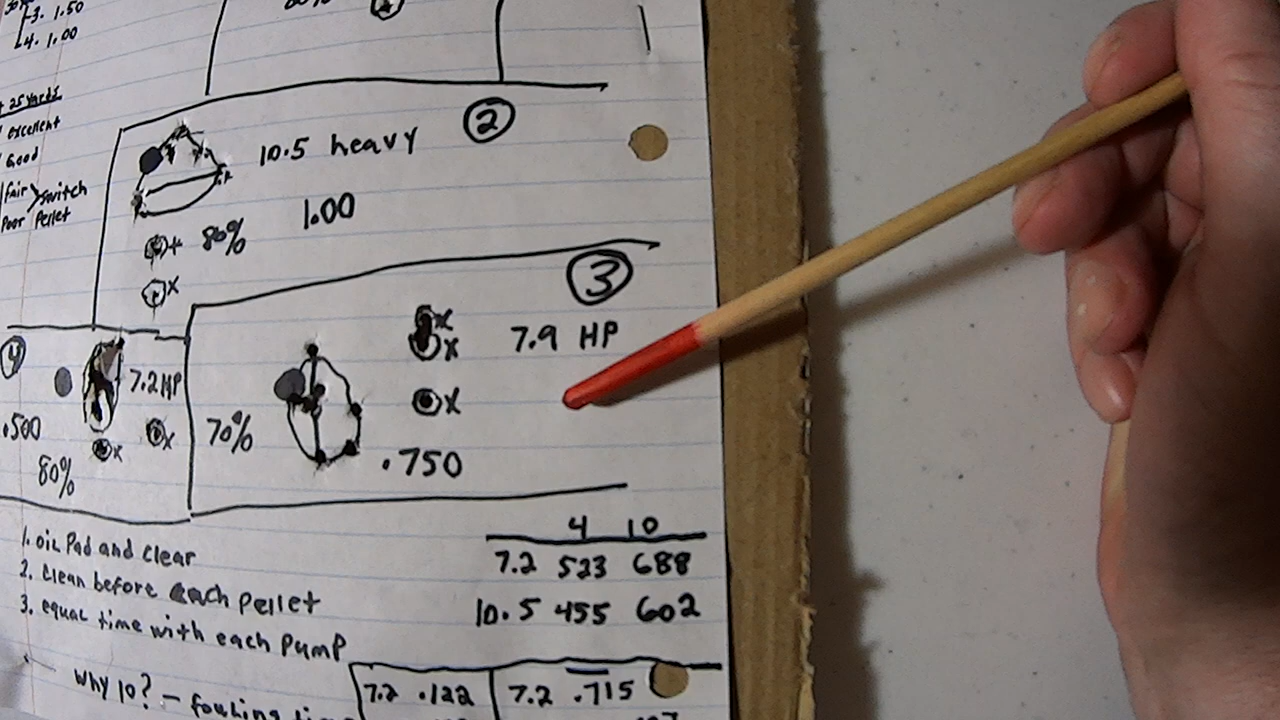 3. 1.50
4. 1.00
25 Yards
excellent
Good
fair
Poor
switch
Pellet
2
10.5 heavy
1.00
80%
3
7.9 HP
70%
.750
4
7.2 HP
.500
80%
1. oil Pad and Clear
2. Clean before each pellet
3. equal time with each Pump
4 10
7.2 523 688
10.5 455 602
Why 10? - fouling
7.2 .122
7.2 .715